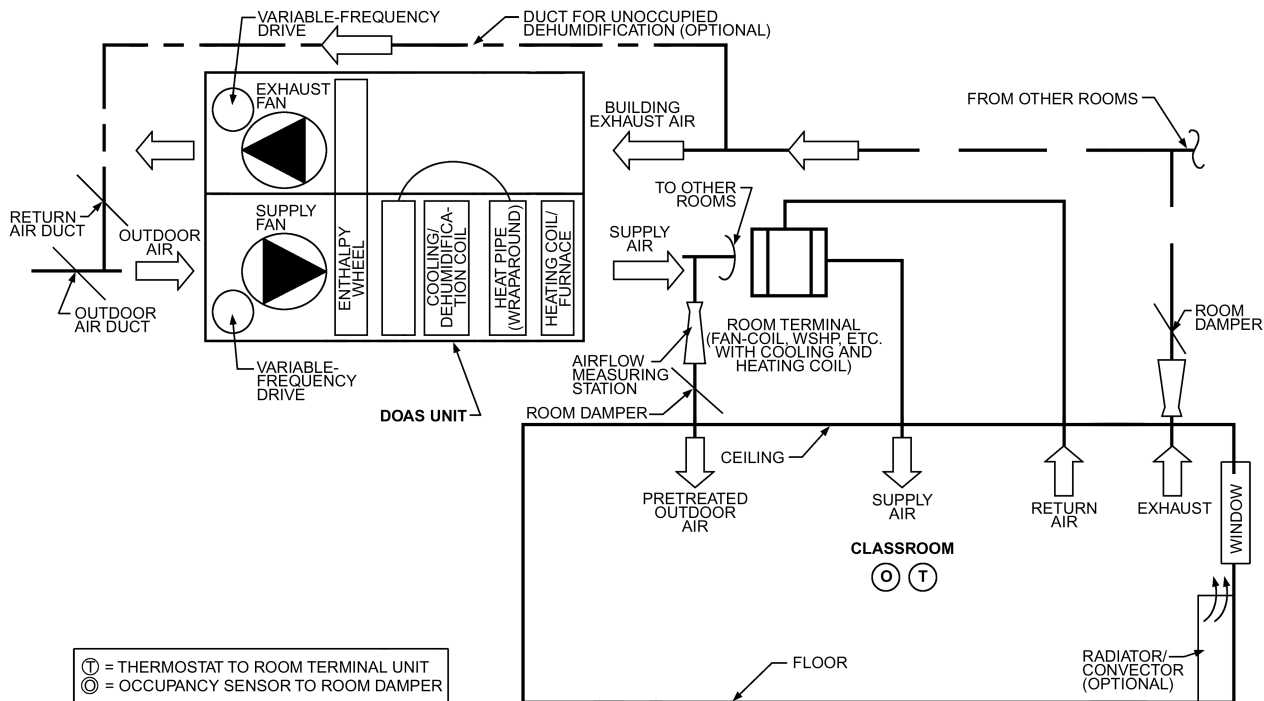 VARIABLE-FREQUENCY
DRIVE
DUCT FOR UNOCCUPIED
DEHUMIDIFICATION (OPTIONAL)
EXHAUST
FAN
BUILDING
EXHAUST AIR
FROM OTHER ROOMS
TO OTHER
ROOMS
RETURN
AIR DUCT
OUTDOOR
AIR
SUPPLY
FAN
ENTHALPY
WHEEL
COOLING/
DEHUMIDIFICA-
TION COIL
HEAT PIPE
(WRAPAROUND)
HEATING COIL/
FURNACE
SUPPLY
AIR
OUTDOOR
AIR DUCT
ROOM TERMINAL
(FAN-COIL, WSHP, ETC.
WITH COOLING AND
HEATING COIL)
ROOM
DAMPER
AIRFLOW
MEASURING
STATION
VARIABLE-
FREQUENCY
DRIVE
DOAS UNIT
ROOM DAMPER
CEILING
PRETREATED
OUTDOOR
AIR
SUPPLY
AIR
RETURN
AIR
EXHAUST
WINDOW
CLASSROOM
O T
RADIATOR/
CONVECTOR
(OPTIONAL)
FLOOR
T = THERMOSTAT TO ROOM TERMINAL UNIT
O = OCCUPANCY SENSOR TO ROOM DAMPER